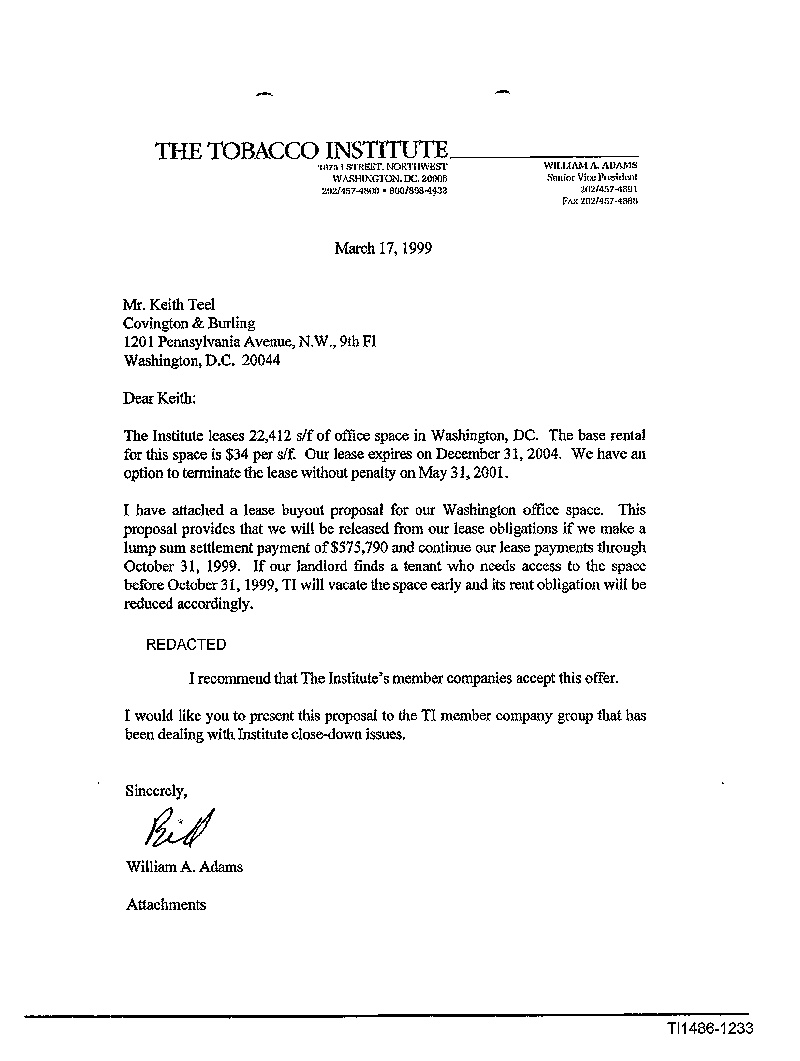 THE TOBACCO INSTITUTE
1875 I STREET, NORTHWEST
WASHINGTON, DC 20006
202/457-4800 •
WILLIAM A. ADAMS
Senior Vice President
202/457-4891
FAX
March 17, 1999
Mr. Keith Teel
Covington & Burling
1201 Pennsylvania Avenue, N.W., 9th Fl
Washington, D.C. 20044
Dear Keith:
The Institute leases 22,412 s/f of office space in Washington, DC. The base rental
for this space is $34 per s/f. Our lease expires on December 31, 2004. We have an
option to terminate the lease without penalty on May 31, 2001.
I have attached a lease buyout proposal for our Washington office space. This
proposal provides that we will be released from our lease obligations if we make a
lump sum settlement payment of $575,790 and continue our lease payments through
October 31, 1999. If our landlord finds a tenant who needs access to the space
before October 31, 1999, TI will vacate the space early and its rent obligation will be
reduced accordingly.
REDACTED
I recommend that The Institute's member companies accept this offer.
I would like you to present this proposal to the TI member company group that has
been dealing with Institute close-down issues.
Sincerely,
Bill
William A. Adams
Attachments
TI1486-1233